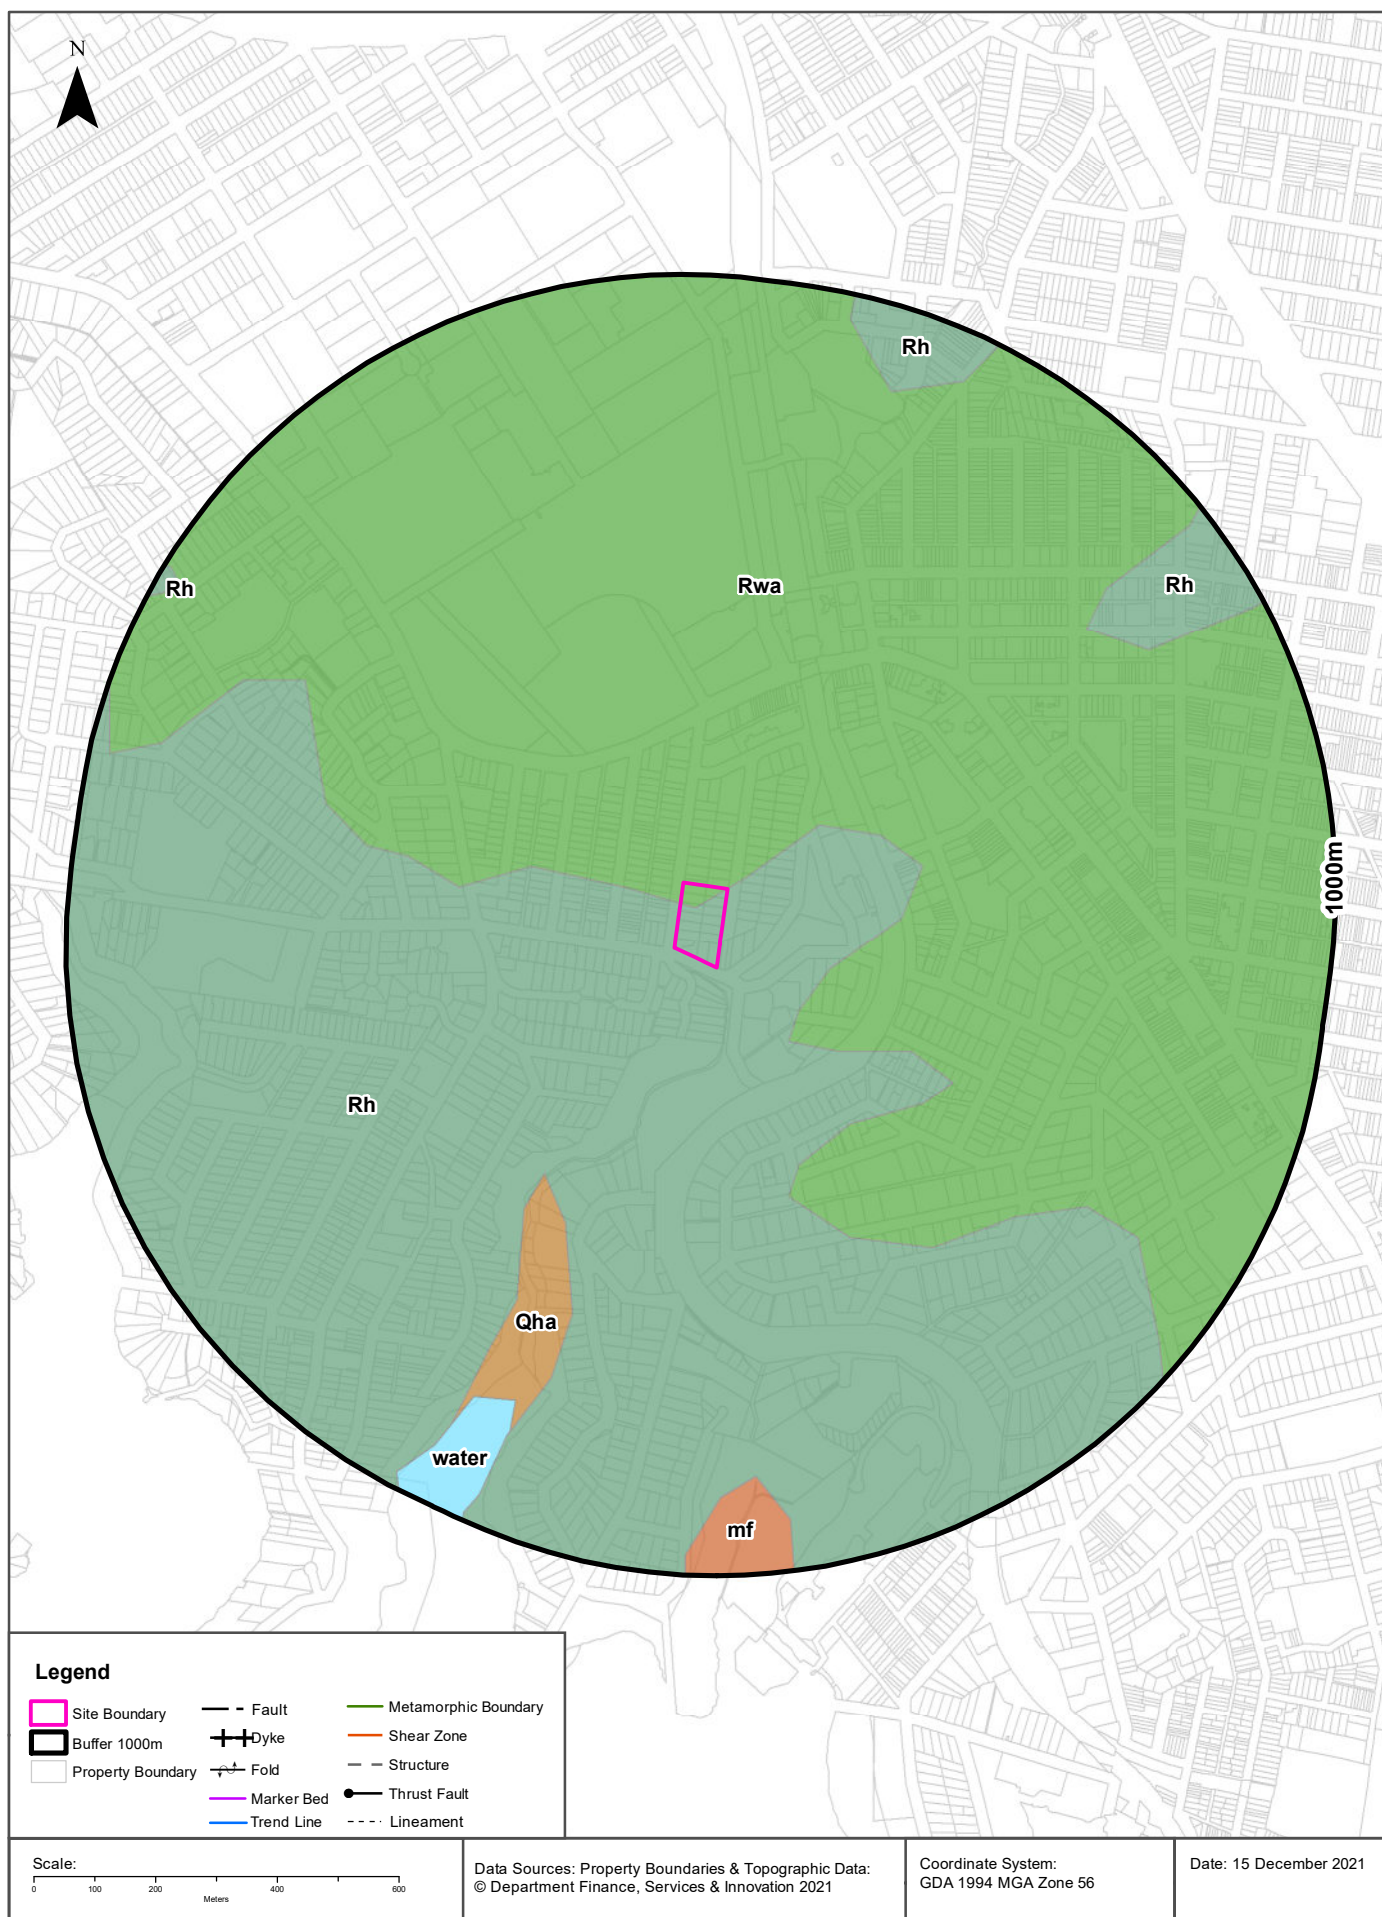 N
Rh
Rwa
Rh
Rh
1000m
Rh
Qha
water
mf
Legend
Site Boundary
Buffer 1000m
Property Boundary
Fault
Dyke
Fold
Marker Bed
Trend Line
Metamorphic Boundary
Shear Zone
Structure
Thrust Fault
Lineament
Scale:
0 100 200 400 600
Meters
Data Sources: Property Boundaries & Topographic Data:
© Department Finance, Services & Innovation 2021
Coordinate System:
GDA 1994 MGA Zone 56
Date: 15 December 2021